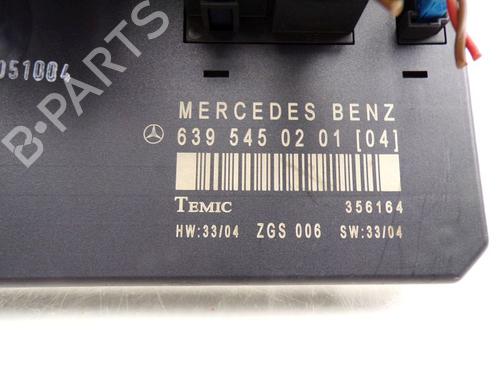 051004
MERCEDES BENZ
639 545 02 01 [04]
TEMIC 356164
HW:33/04 ZGS 006 SW:33/04
B-PARTS